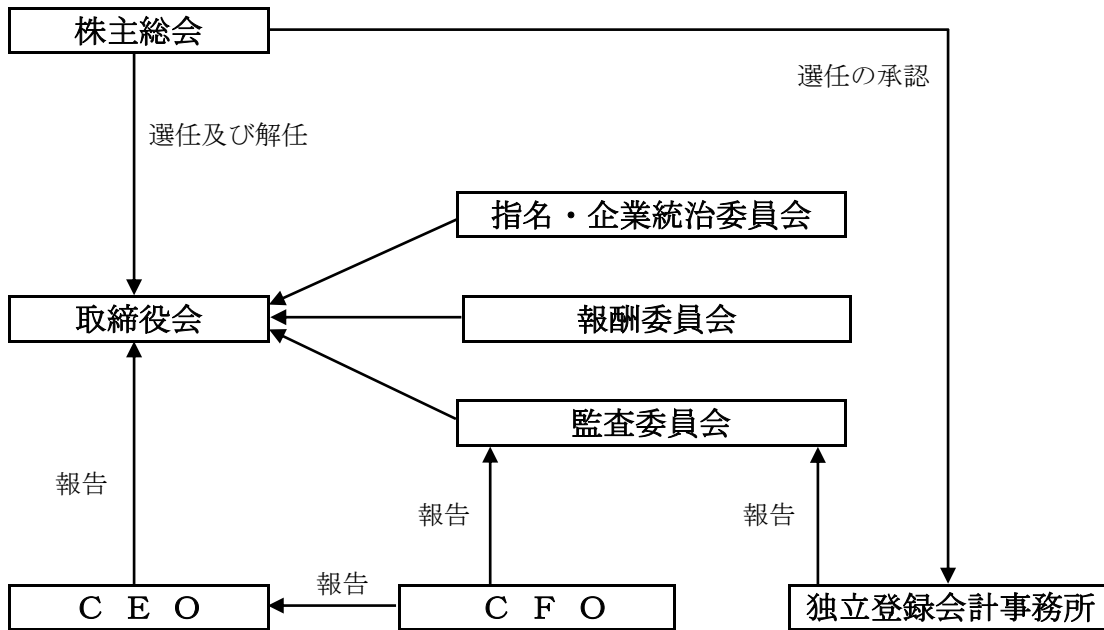 株主総会
選任の承認
選任及び解任
指名・企業統治委員会
取締役会
報酬委員会
監査委員会
報告
報告
報告
報告
ＣＥＯ
ＣＦＯ
独立登録会計事務所